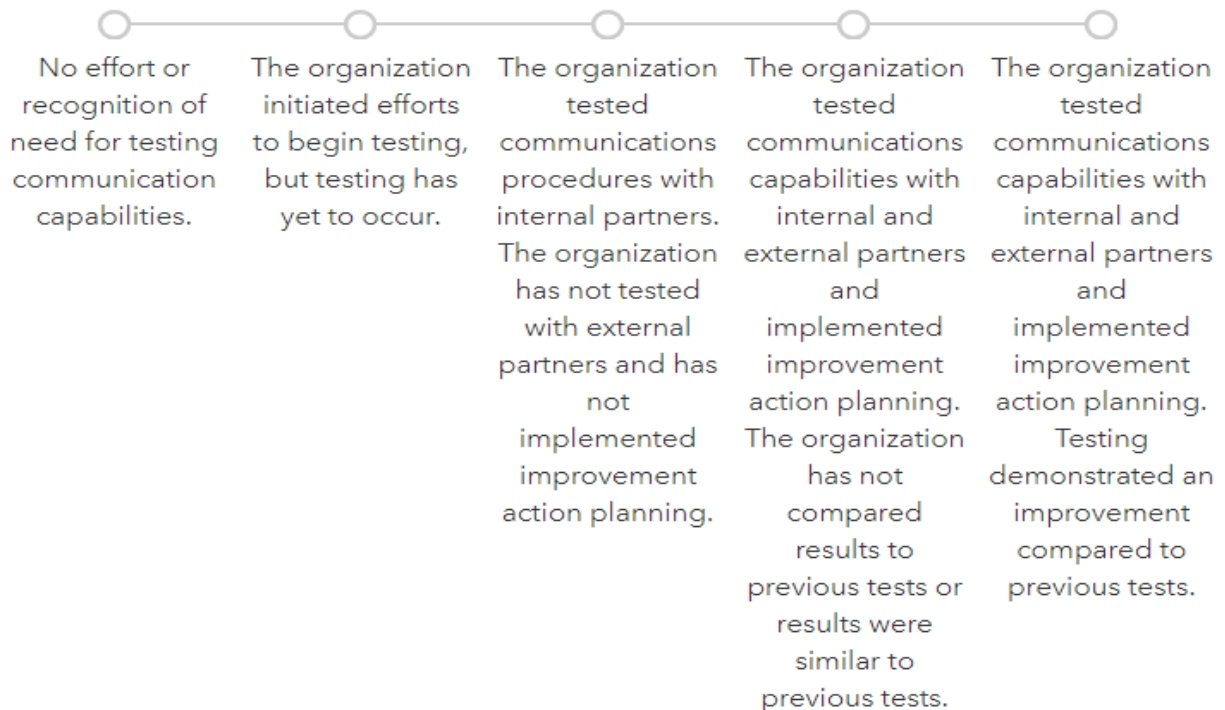 No effort or
recognition of
need for testing
communication
capabilities.
The organization
initiated efforts
to begin testing,
but testing has
yet to occur.
The organization
tested
communications
procedures with
internal partners.
The organization
has not tested
with external
partners and has
not
implemented
improvement
action planning.
The organization
tested
communications
capabilities with
internal and
external partners
and
implemented
improvement
action planning.
The organization
has not
compared
results to
previous tests or
results were
similar to
previous tests.
The organization
tested
communications
capabilities with
internal and
external partners
and
implemented
improvement
action planning.
Testing
demonstrated an
improvement
compared to
previous tests.